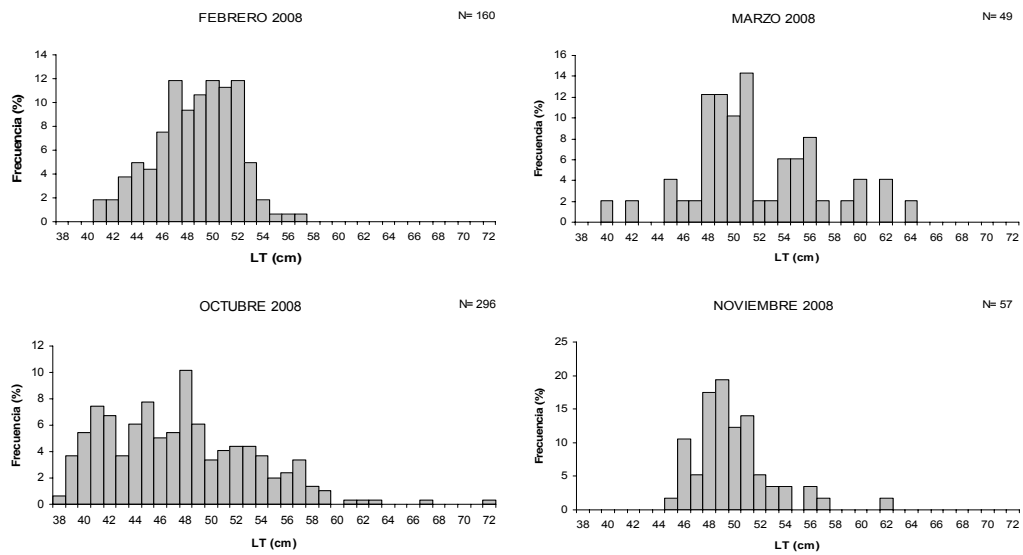 FEBRERO 2008
N= 160
Frecuencia (%)
14
12
10
8
6
4
2
0
38 40 42 44 46 48 50 52 54 56 58 60 62 64 66 68 70 72
LT (cm)
MARZO 2008
N= 49
Frecuencia (%)
16
14
12
10
8
6
4
2
0
38 40 42 44 46 48 50 52 54 56 58 60 62 64 66 68 70 72
LT (cm)
OCTUBRE 2008
N= 296
Frecuencia (%)
12
10
8
6
4
2
0
38 40 42 44 46 48 50 52 54 56 58 60 62 64 66 68 70 72
LT (cm)
NOVIEMBRE 2008
N= 57
Frecuencia (%)
25
20
15
10
5
0
38 40 42 44 46 48 50 52 54 56 58 60 62 64 66 68 70 72
LT (cm)